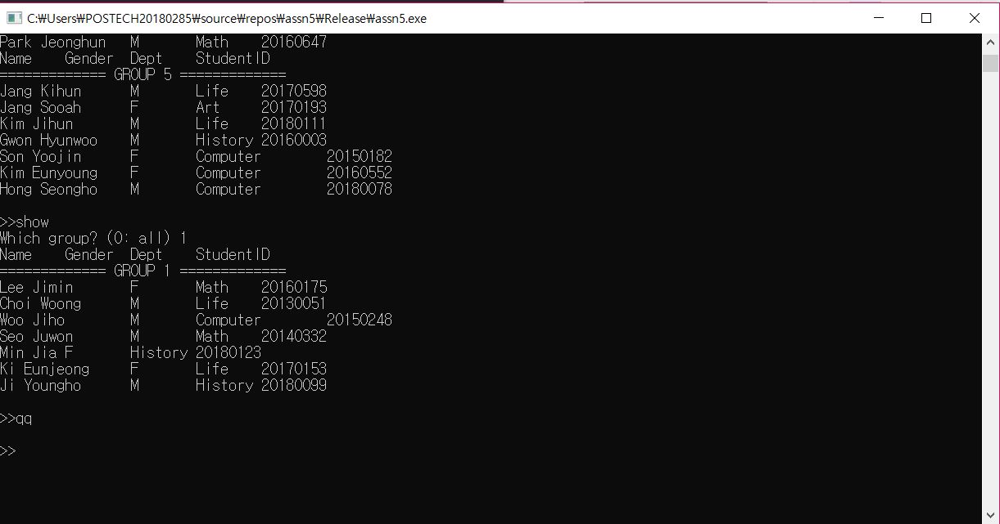 C:₩Users₩POSTECH20180285₩source₩repos₩assn5₩Release₩assn5.exe
Park Jeonghun M Math 20160647
Name Gender Dept StudentID
============= GROUP 5 =============
Jang Kihun M Life 20170598
Jang Sooah F Art 20170193
Kim Jihun M Life 20180111
Gwon Hyunwoo M History 20160003
Son Yoojin F Computer 20150182
Kim Eunyoung F Computer 20160552
Hong Seongho M Computer 20180078
>>show
Which group? (0: all) 1
Name Gender Dept StudentID
============= GROUP 1 =============
Lee Jimin F Math 20160175
Choi Woong M Life 20130051
Woo Jiho M Computer 20150248
Seo Juwon M Math 20140332
Min Jia F History 20180123
Ki Eunjeong F Life 20170153
Ji Youngho M History 20180099
>>qq
>>